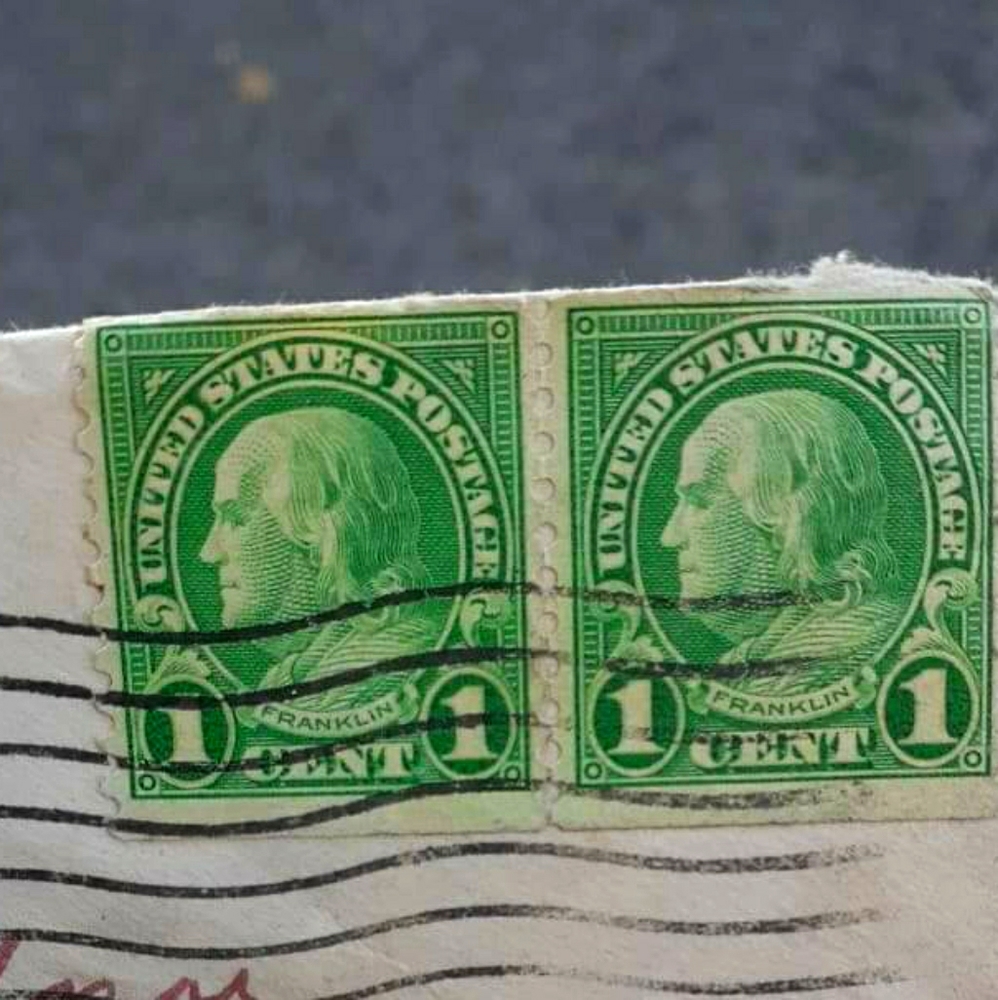 UNITED STATES POSTAGE
FRANKLIN
1 CENT 1
UNITED STATES POSTAGE
FRANKLIN
1 CENT 1